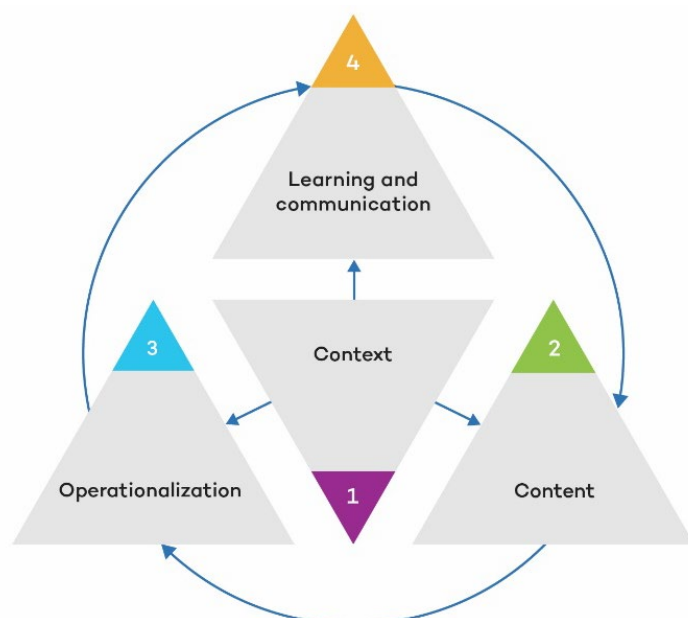 4
Learning and
communication
3
Context
2
Operationalization
1
Content